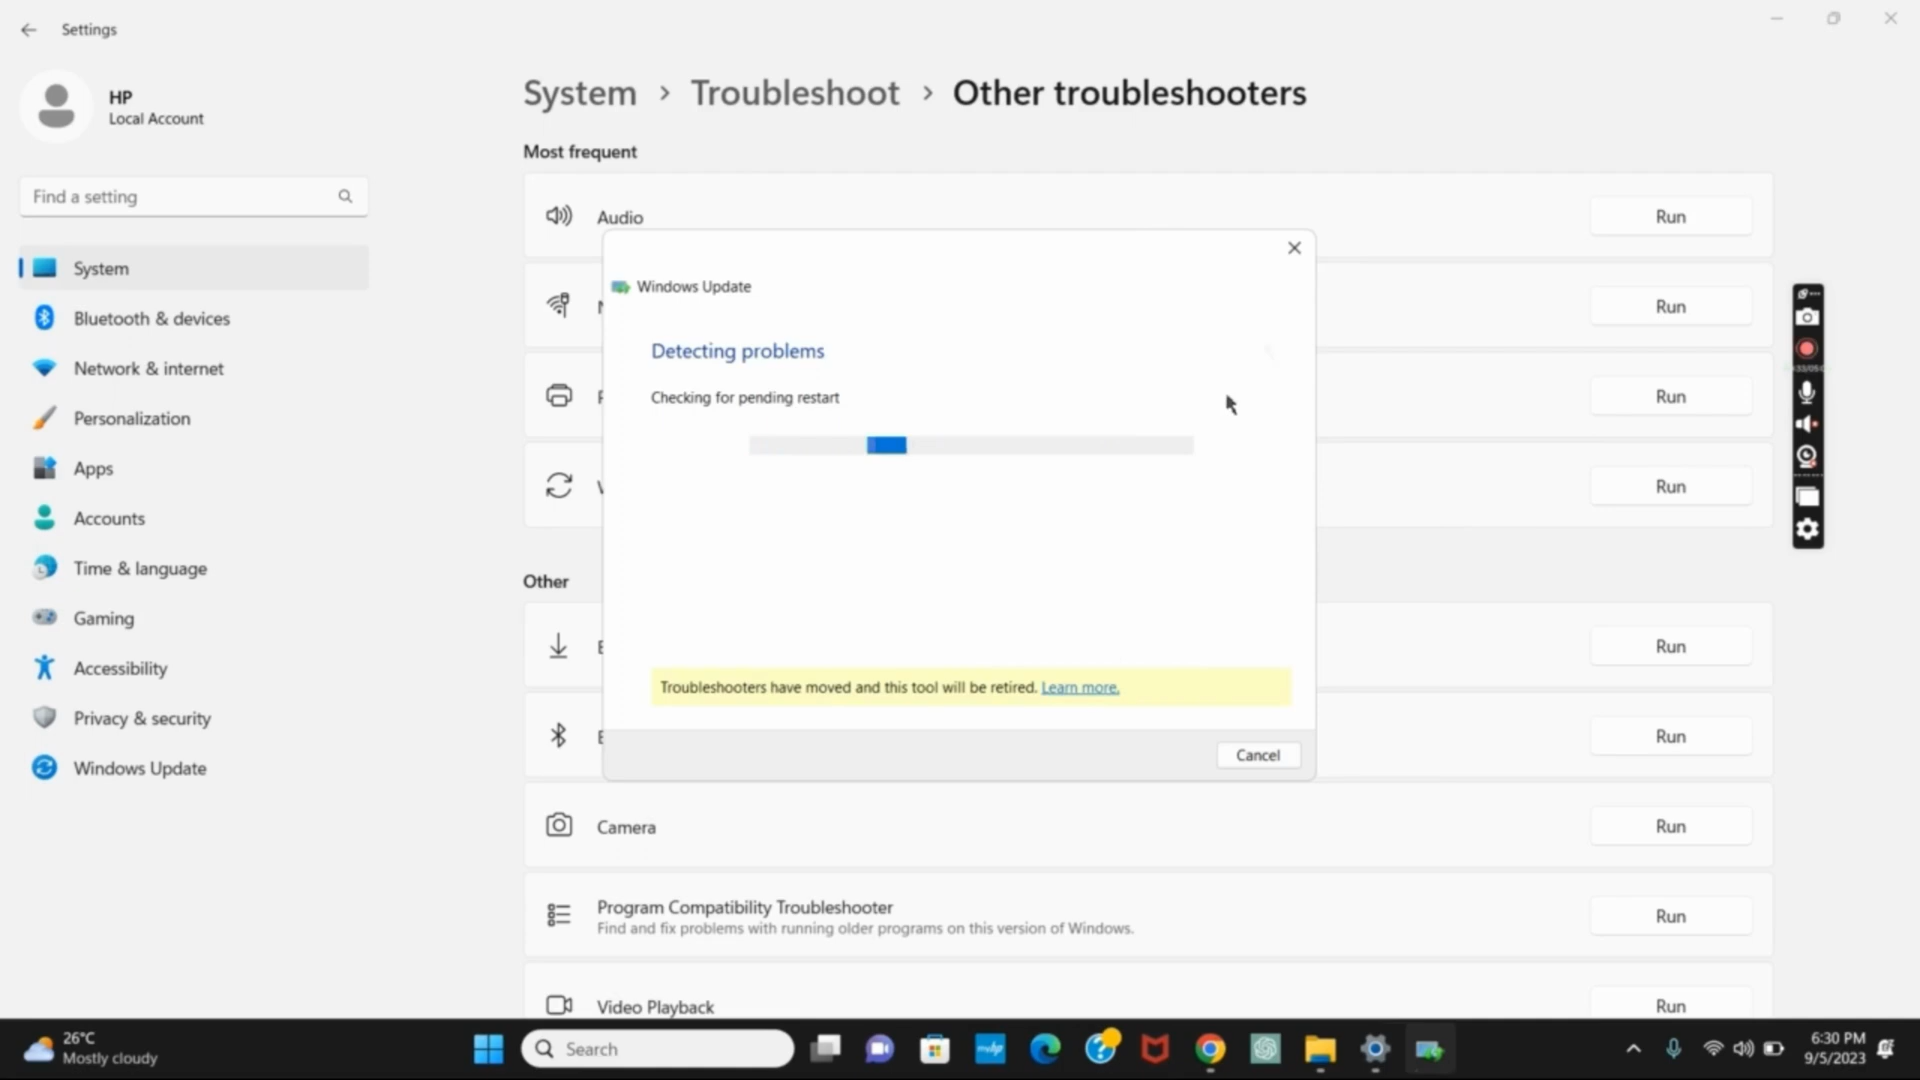 Settings
HP
Local Account
Find a setting
System
Bluetooth & devices
Network & internet
Personalization
Apps
Accounts
Time & language
Gaming
Accessibility
Privacy & security
Windows Update
System > Troubleshoot > Other troubleshooters
Most frequent
Audio
Run
Run
Run
Run
Windows Update
Detecting problems
Checking for pending restart
Troubleshooters have moved and this tool will be retired. Learn more.
Cancel
Other
Run
Run
Camera
Run
Program Compatibility Troubleshooter
Find and fix problems with running older programs on this version of Windows.
Run
Video Playback
Run
26°C
Mostly cloudy
Search
6:30 PM
9/5/2023